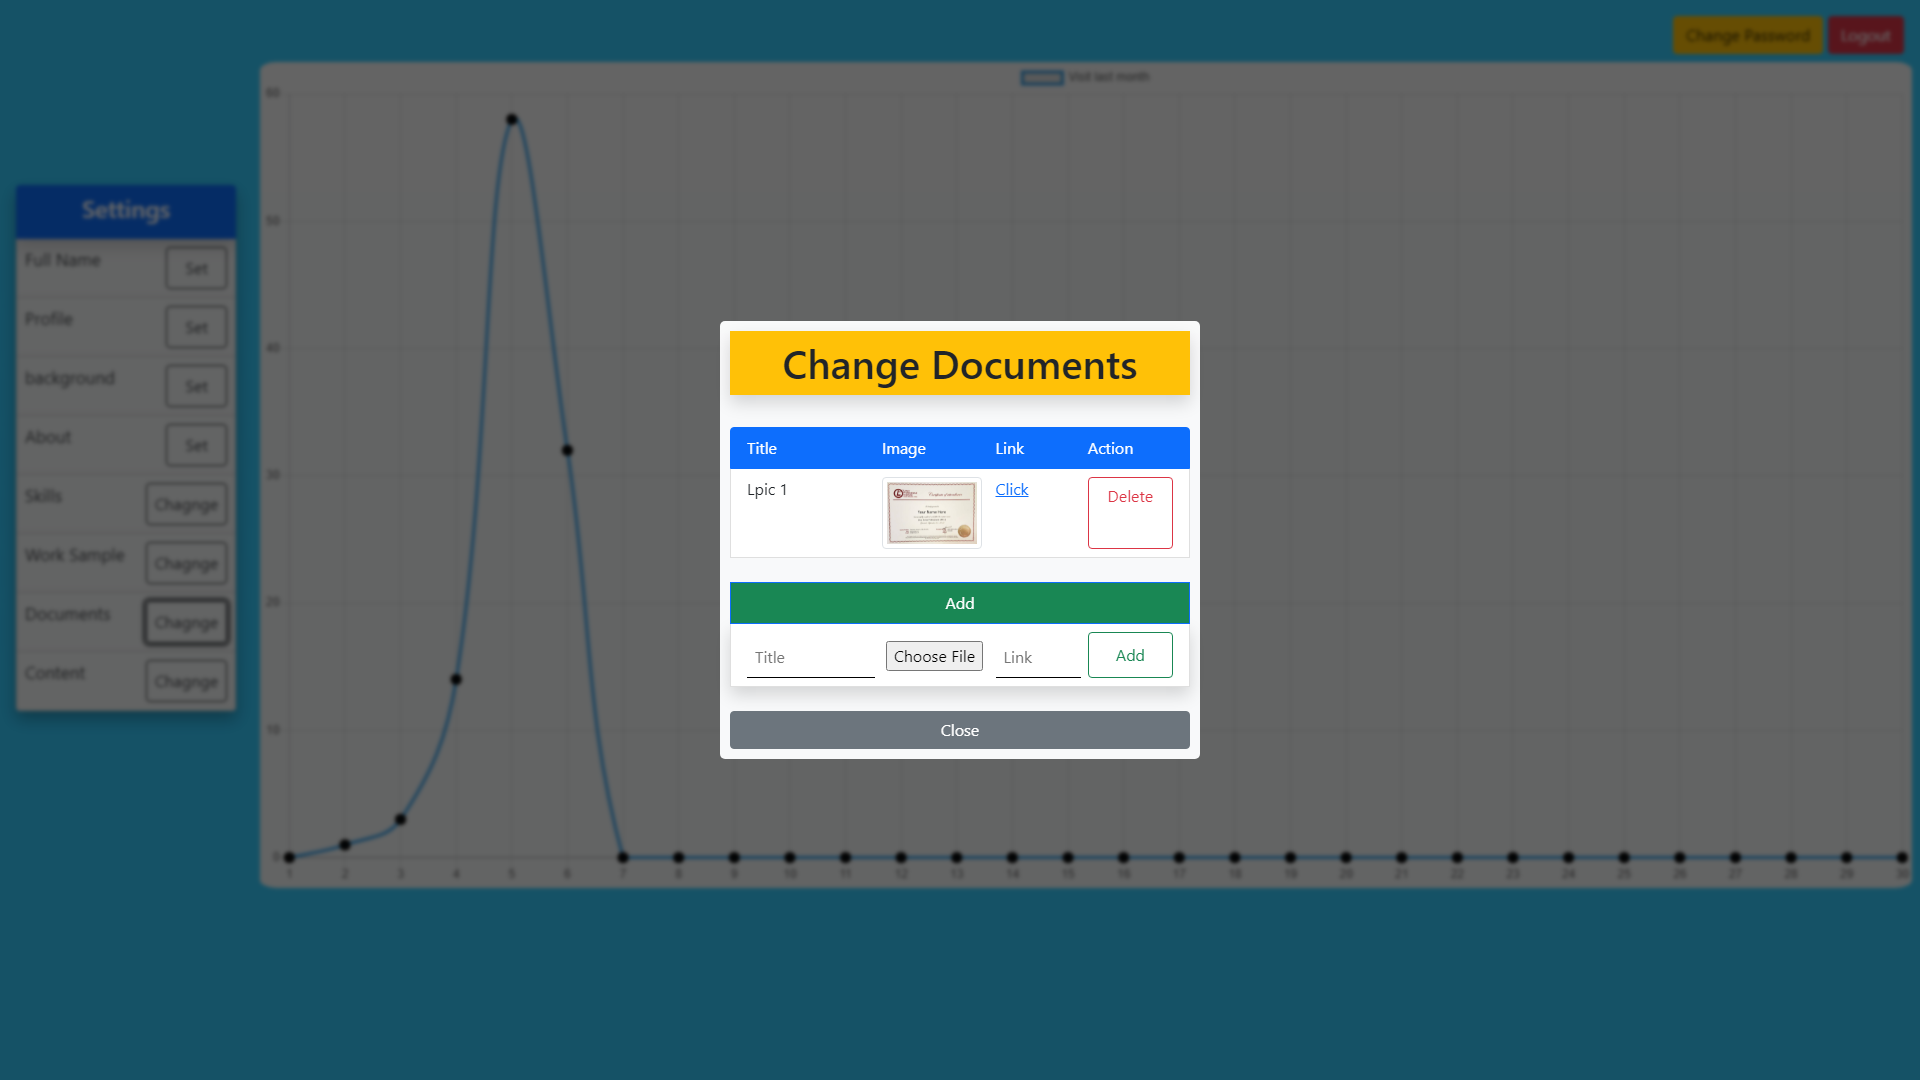 Change Password Logout
Visit last month
60
50
40
30
20
10
0
1 2 3 4 5 6 7 8 9 10 11 12 13 14 15 16 17 18 19 20 21 22 23 24 25 26 27 28 29 30
Settings
Full Name Set
Profile Set
background Set
About Set
Skills Chagnge
Work Sample Chagnge
Documents Chagnge
Content Chagnge
Change Documents
Title Image Link Action
Lpic 1 Click Delete
Add
Title Choose File Link Add
Close